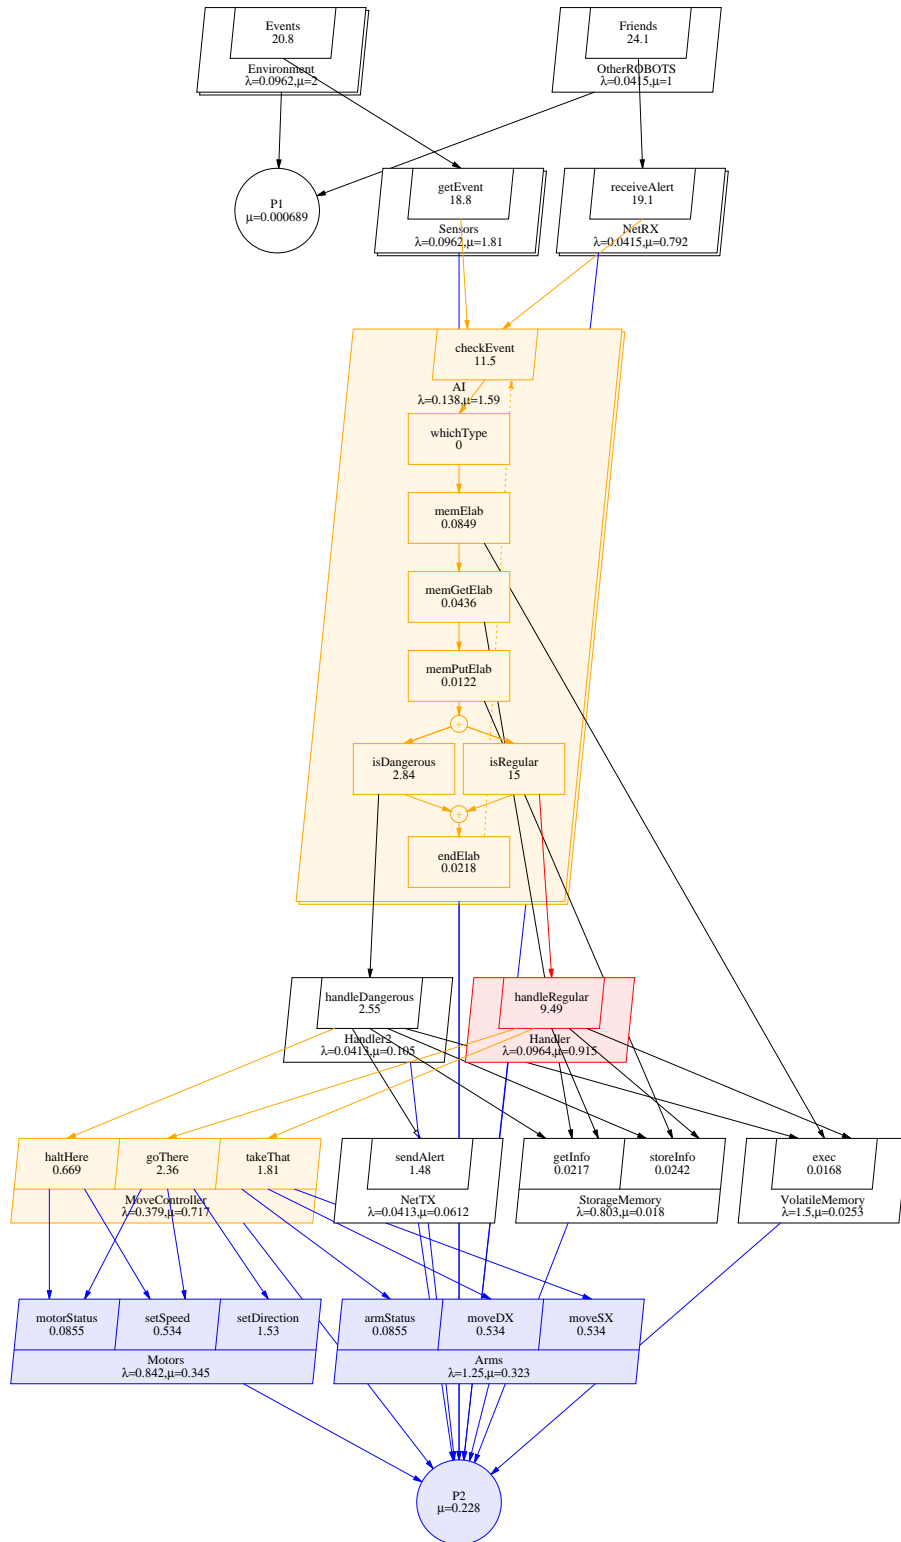 Events
20.8
Environment
λ=0.0962,μ=2
Friends
24.1
OtherROBOTS
λ=0.0415,μ=1
P1
μ=0.000689
getEvent
18.8
Sensors
λ=0.0962,μ=1.81
receiveAlert
19.1
NetRX
λ=0.0415,μ=0.792
checkEvent
11.5
AI
λ=0.138,μ=1.59
whichType
0
memElab
0.0849
memGetElab
0.0436
memPutElab
0.0122
+
isDangerous
2.84
isRegular
15
+
endElab
0.0218
handleDangerous
2.55
Handler2
λ=0.0413,μ=0.105
handleRegular
9.49
Handler
λ=0.0964,μ=0.915
haltHere
0.669
goThere
2.36
takeThat
1.81
MoveController
λ=0.379,μ=0.717
sendAlert
1.48
NetTX
λ=0.0413,μ=0.0612
getInfo
0.0217
storeInfo
0.0242
StorageMemory
λ=0.803,μ=0.018
exec
0.0168
VolatileMemory
λ=1.5,μ=0.0253
motorStatus
0.0855
setSpeed
0.534
setDirection
1.53
Motors
λ=0.842,μ=0.345
armStatus
0.0855
moveDX
0.534
moveSX
0.534
Arms
λ=1.25,μ=0.323
P2
μ=0.228